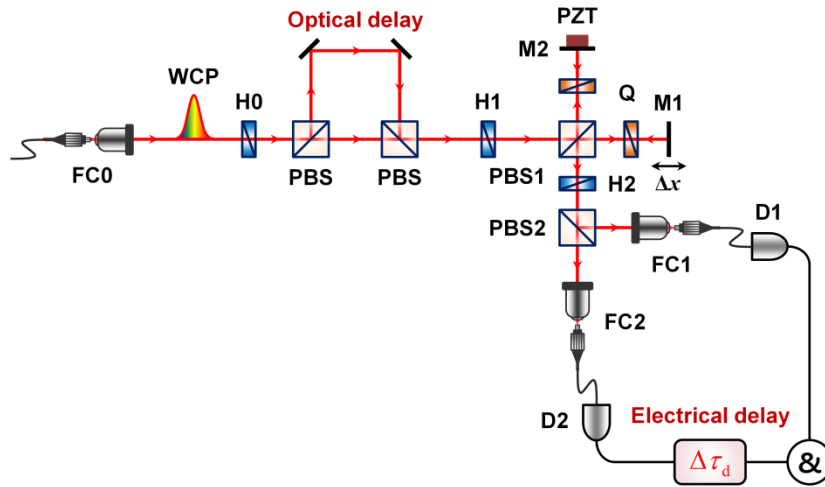 Optical delay
PZT
M2
WCP
Q
M1
H0
H1
FC0
PBS
PBS
PBS1
H2
Δx
PBS2
D1
FC1
FC2
D2
Electrical delay
Δτd
&